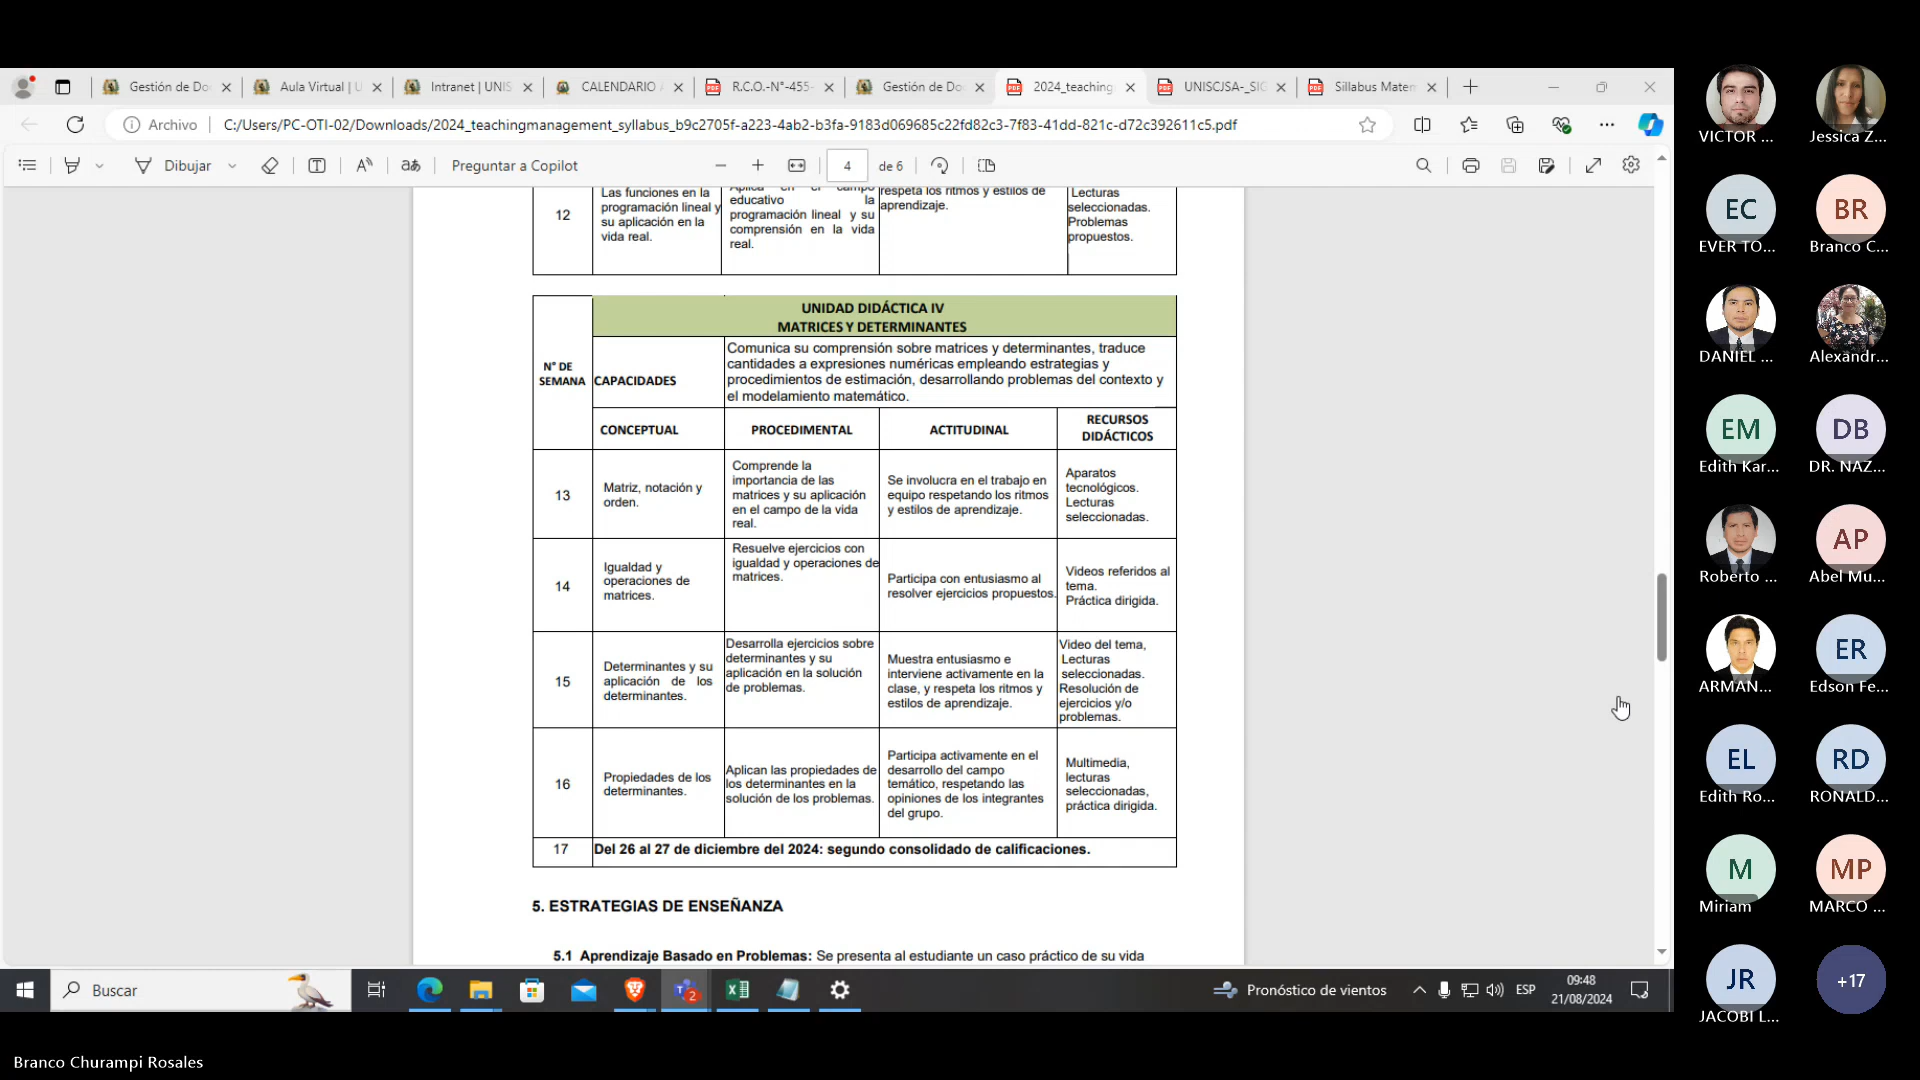 Gestión de Do
Aula Virtual | U
Intranet | UNIS
CALENDARIO A
R.C.O.-N°-455-
Gestión de Do
2024_teaching
UNISCJSA-_SIG
Sillabus Matem
Archivo
C:/Users/PC-OTI-02/Downloads/2024_teachingmanagement_syllabus_b9c2705f-a223-4ab2-b3fa-9183d069685c22fd82c3-7f83-41dd-821c-d72c392611c5.pdf
Dibujar
Preguntar a Copilot
4
de 6
12
Las funciones en la
programación lineal y
su aplicación en la
vida real.
Aplica en el campo
educativo la
programación lineal y su
comprensión en la vida
real.
respeta los ritmos y estilos de
aprendizaje.
Lecturas
seleccionadas.
Problemas
propuestos.
UNIDAD DIDÁCTICA IV
MATRICES Y DETERMINANTES
N° DE
SEMANA
CAPACIDADES
Comunica su comprensión sobre matrices y determinantes, traduce
cantidades a expresiones numéricas empleando estrategias y
procedimientos de estimación, desarrollando problemas del contexto y
el modelamiento matemático.
CONCEPTUAL
PROCEDIMENTAL
ACTITUDINAL
RECURSOS
DIDÁCTICOS
13
Matriz, notación y
orden.
Comprende la
importancia de las
matrices y su aplicación
en el campo de la vida
real.
Se involucra en el trabajo en
equipo respetando los ritmos
y estilos de aprendizaje.
Aparatos
tecnológicos.
Lecturas
seleccionadas.
14
Igualdad y
operaciones de
matrices.
Resuelve ejercicios con
igualdad y operaciones de
matrices.
Participa con entusiasmo al
resolver ejercicios propuestos.
Videos referidos al
tema.
Práctica dirigida.
15
Determinantes y su
aplicación de los
determinantes.
Desarrolla ejercicios sobre
determinantes y su
aplicación en la solución
de problemas.
Muestra entusiasmo e
interviene activamente en la
clase, y respeta los ritmos y
estilos de aprendizaje.
Video del tema,
Lecturas
seleccionadas.
Resolución de
ejercicios y/o
problemas.
16
Propiedades de los
determinantes.
Aplican las propiedades de
los determinantes en la
solución de los problemas.
Participa activamente en el
desarrollo del campo
temático, respetando las
opiniones de los integrantes
del grupo.
Multimedia,
lecturas
seleccionadas,
práctica dirigida.
17
Del 26 al 27 de diciembre del 2024: segundo consolidado de calificaciones.
5. ESTRATEGIAS DE ENSEÑANZA
5.1 Aprendizaje Basado en Problemas: Se presenta al estudiante un caso práctico de su vida
Buscar
2
Pronóstico de vientos
ESP
09:48
21/08/2024
VICTOR ...
Jessica Z...
EC
EVER TO...
BR
Branco C...
DANIEL ...
Alexandr...
EM
Edith Kar...
DB
DR. NAZ...
Roberto ...
AP
Abel Mu...
ARMAN...
ER
Edson Fe...
EL
Edith Ro...
RD
RONALD...
M
Miriam
MP
MARCO ...
JR
JACOBI L...
+17
Branco Churampi Rosales